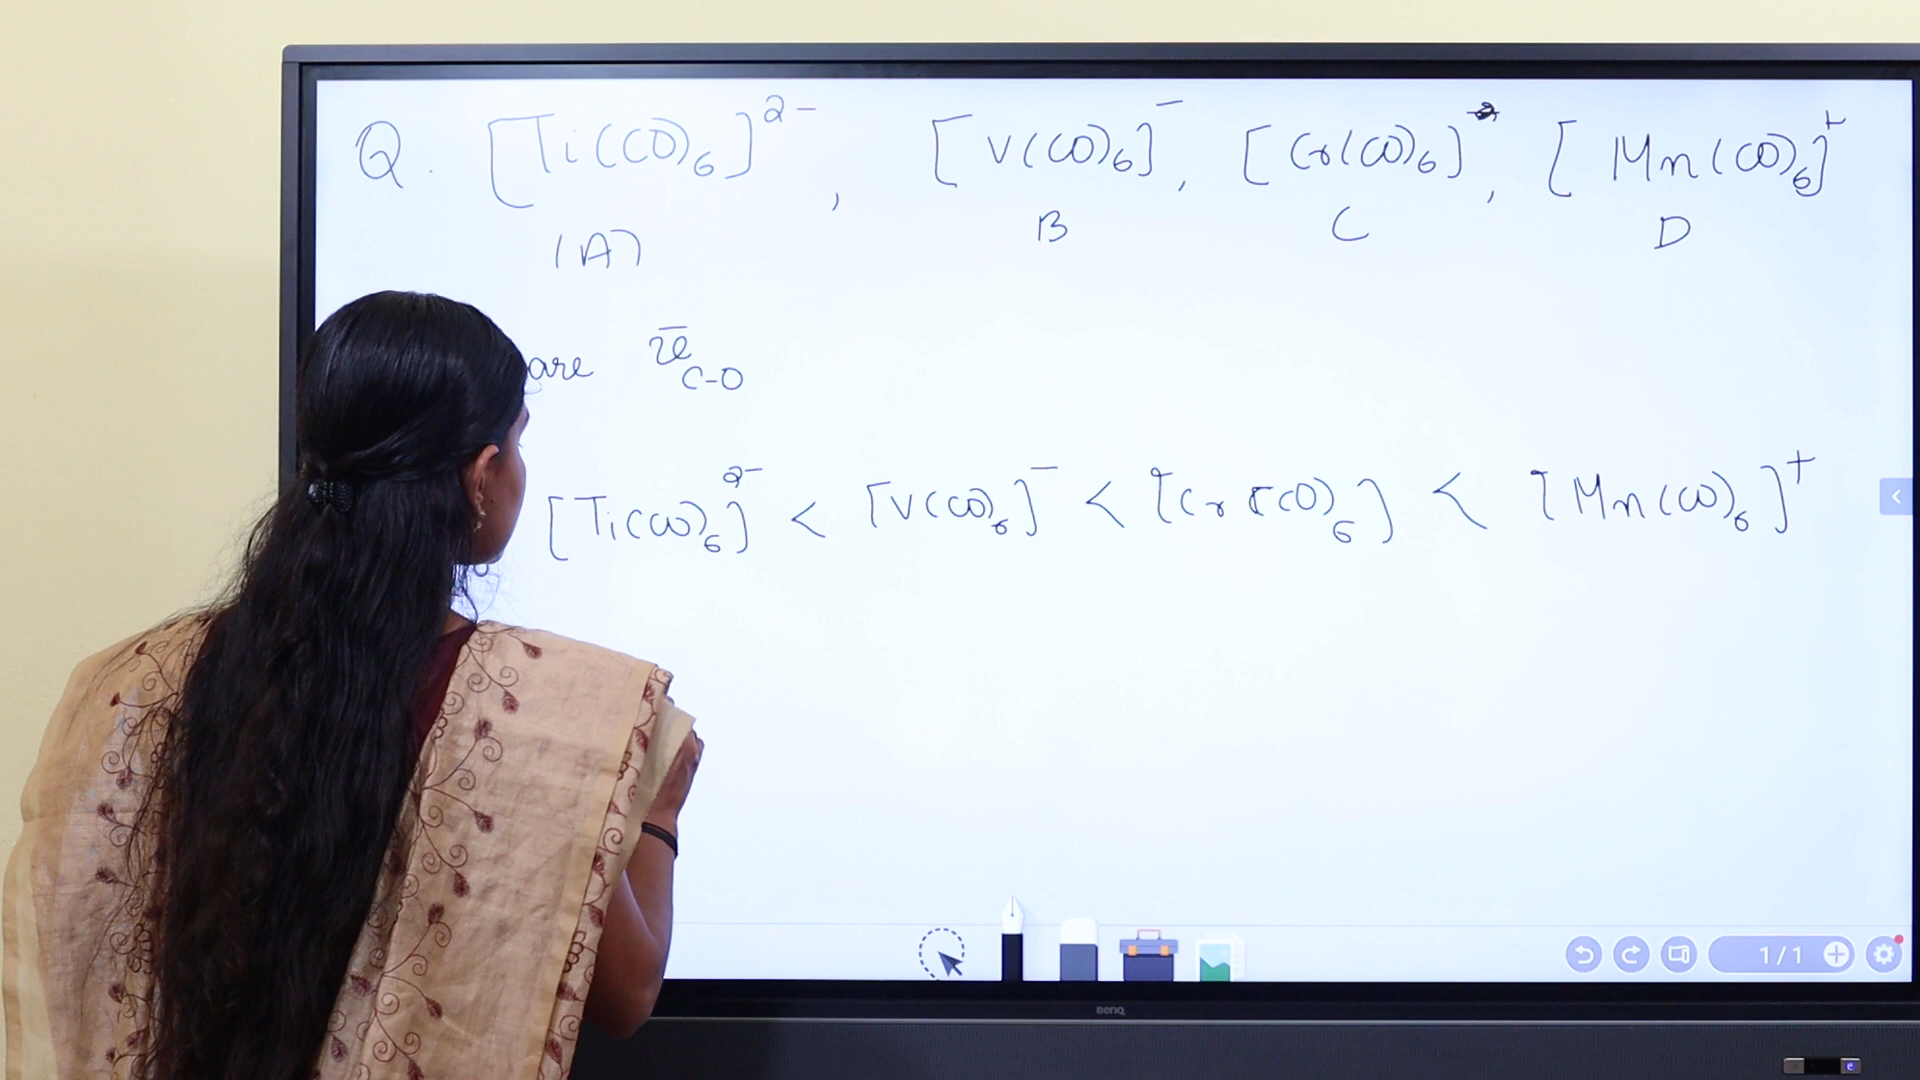 Q. [Ti(CO)6]2-, [V(CO)6]-, [Cr(CO)6], [Mn(CO)6]+
(A) B C D
are ν̄ C-O
[Ti(CO)6]2- < [V(CO)6]- < [Cr(CO)6] < [Mn(CO)6]+
1/1
BenQ